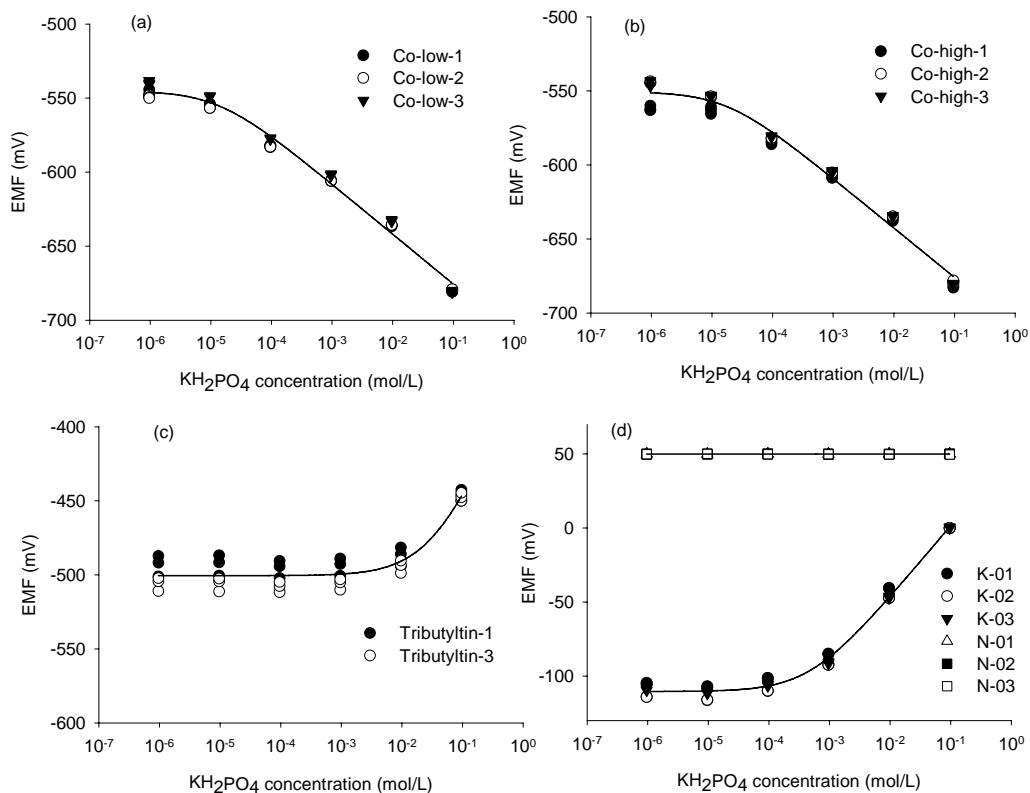 (a)
EMF (mV)
-500
-550
-600
-650
-700
Co-low-1
Co-low-2
Co-low-3
10-7 10-6 10-5 10-4 10-3 10-2 10-1 100
KH2PO4 concentration (mol/L)
(b)
EMF (mV)
-500
-550
-600
-650
-700
Co-high-1
Co-high-2
Co-high-3
10-7 10-6 10-5 10-4 10-3 10-2 10-1 100
KH2PO4 concentration (mol/L)
(c)
EMF (mV)
-400
-450
-500
-550
-600
Tributyltin-1
Tributyltin-3
10-7 10-6 10-5 10-4 10-3 10-2 10-1 100
KH2PO4 concentration (mol/L)
(d)
EMF (mV)
50
0
-50
-100
K-01
K-02
K-03
N-01
N-02
N-03
10-7 10-6 10-5 10-4 10-3 10-2 10-1 100
KH2PO4 concentration (mol/L)